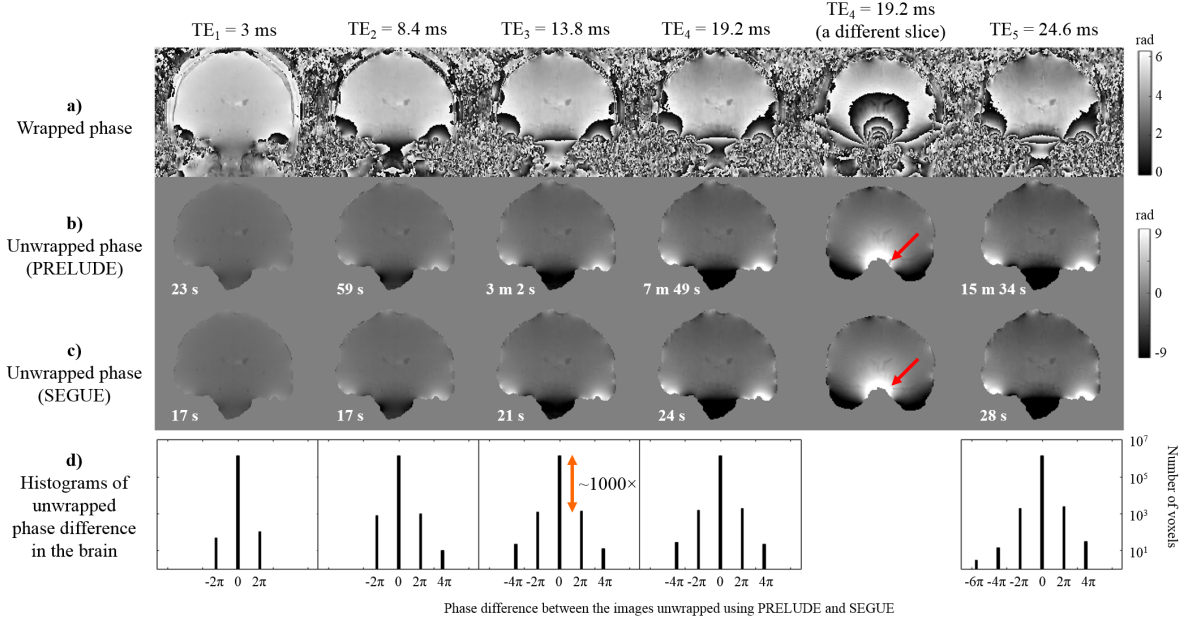 TE1 = 3 ms
TE2 = 8.4 ms
TE3 = 13.8 ms
TE4 = 19.2 ms
TE4 = 19.2 ms
(a different slice)
TE5 = 24.6 ms
a)
Wrapped phase
rad
6
4
2
0
b)
Unwrapped phase
(PRELUDE)
23 s
59 s
3 m 2 s
7 m 49 s
15 m 34 s
rad
9
0
-9
c)
Unwrapped phase
(SEGUE)
17 s
17 s
21 s
24 s
28 s
d)
Histograms of
unwrapped
phase difference
in the brain
~1000×
10⁷
10⁵
10³
10¹
Number of voxels
-2π 0 2π
-2π 0 2π 4π
-4π -2π 0 2π 4π
-4π -2π 0 2π 4π
-6π -4π -2π 0 2π 4π
Phase difference between the images unwrapped using PRELUDE and SEGUE